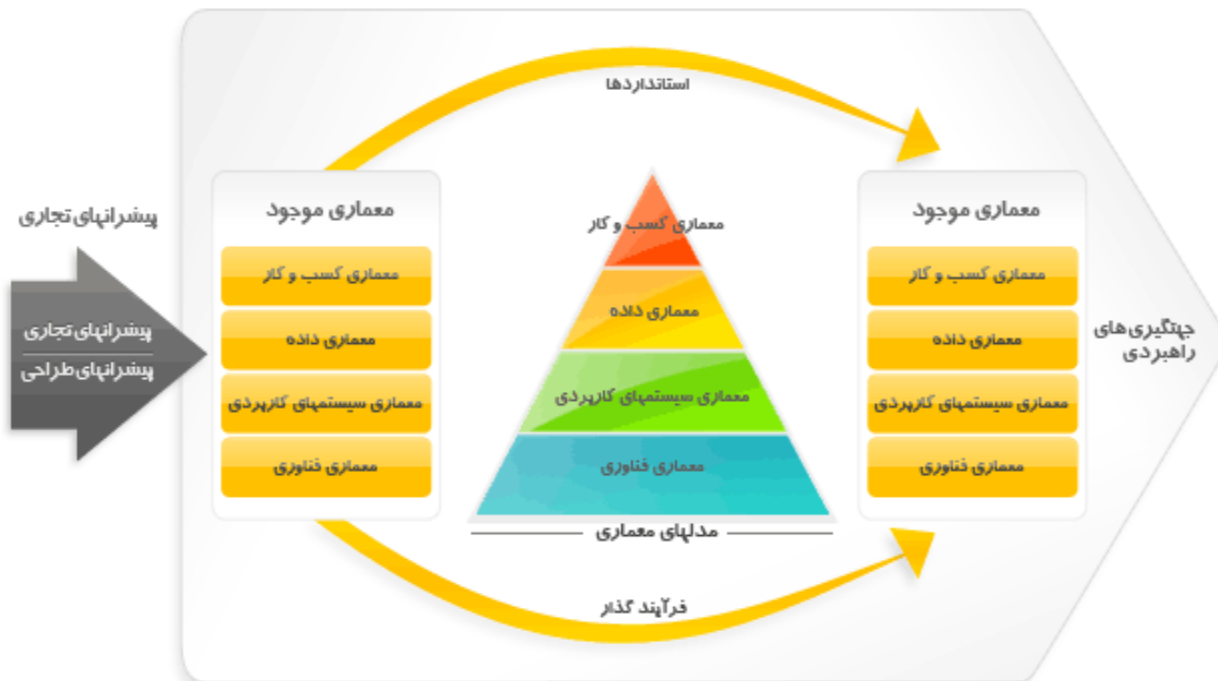 استانداردها
پیشرانهای تجاری
پیشرانهای تجاری
پیشرانهای طراحی
معماری موجود
معماری کسب و کار
معماری داده
معماری سیستمهای کاربردی
معماری فناوری
معماری کسب و کار
معماری داده
معماری سیستمهای کاربردی
معماری فناوری
مدلهای معماری
معماری موجود
معماری کسب و کار
معماری داده
معماری سیستمهای کاربردی
معماری فناوری
جهتگیری های
راهبردی
فرآیند گذار